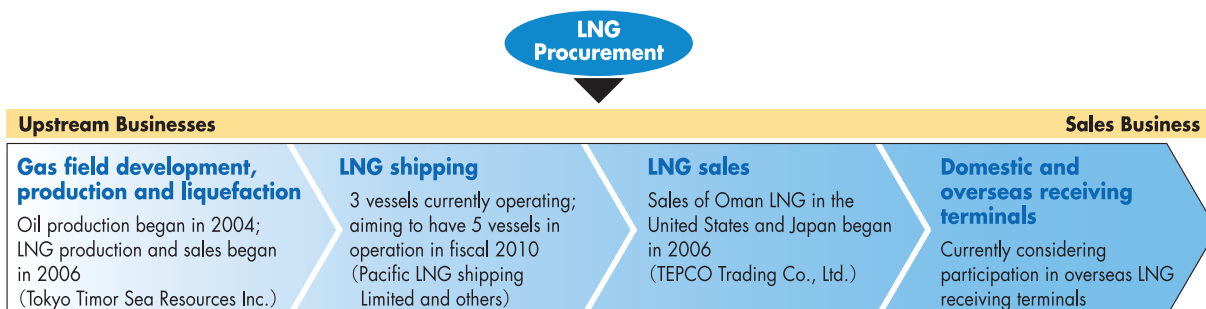 LNG
Procurement
Upstream Businesses
Sales Business
Gas field development,
production and liquefaction
Oil production began in 2004;
LNG production and sales began
in 2006
(Tokyo Timor Sea Resources Inc.)
LNG shipping
3 vessels currently operating;
aiming to have 5 vessels in
operation in fiscal 2010
(Pacific LNG shipping
Limited and others)
LNG sales
Sales of Oman LNG in the
United States and Japan began
in 2006
(TEPCO Trading Co., Ltd.)
Domestic and
overseas receiving
terminals
Currently considering
participation in overseas LNG
receiving terminals